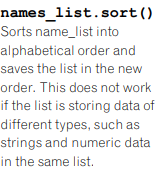 names_list.sort()
Sorts name_list into
alphabetical order and
saves the list in the new
order. This does not work
if the list is storing data of
different types, such as
strings and numeric data
in the same list.